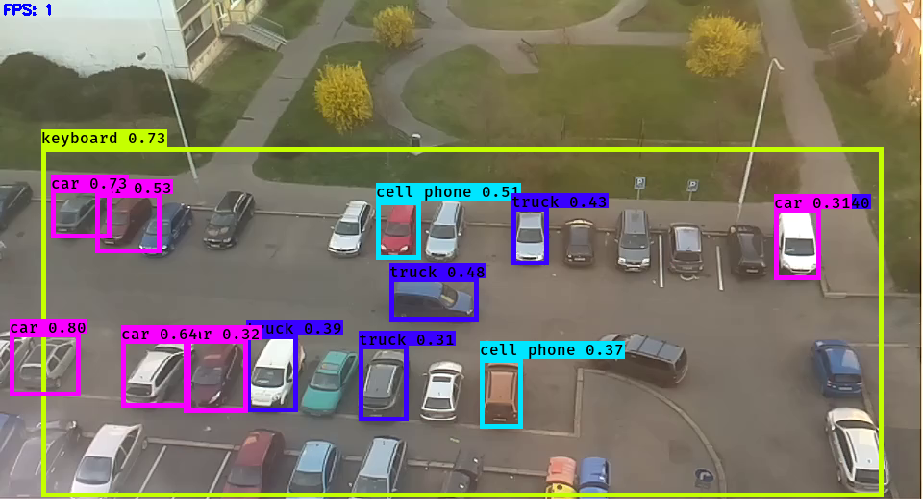 FPS: 1
keyboard 0.73
car 0.73
0.53
cell phone 0.51
truck 0.43
car 0.31
40
truck 0.48
car 0.80
car 0.64
r 0.32
uck 0.39
truck 0.31
cell phone 0.37
P
P